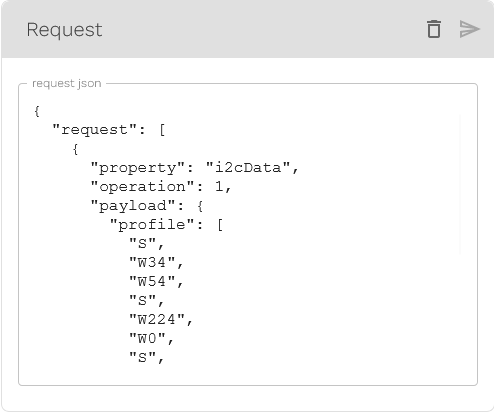 Request
request json
{
"request": [
{
"property": "i2cData",
"operation": 1,
"payload": {
"profile": [
"S",
"W34",
"W54",
"S",
"W224",
"W0",
"S",